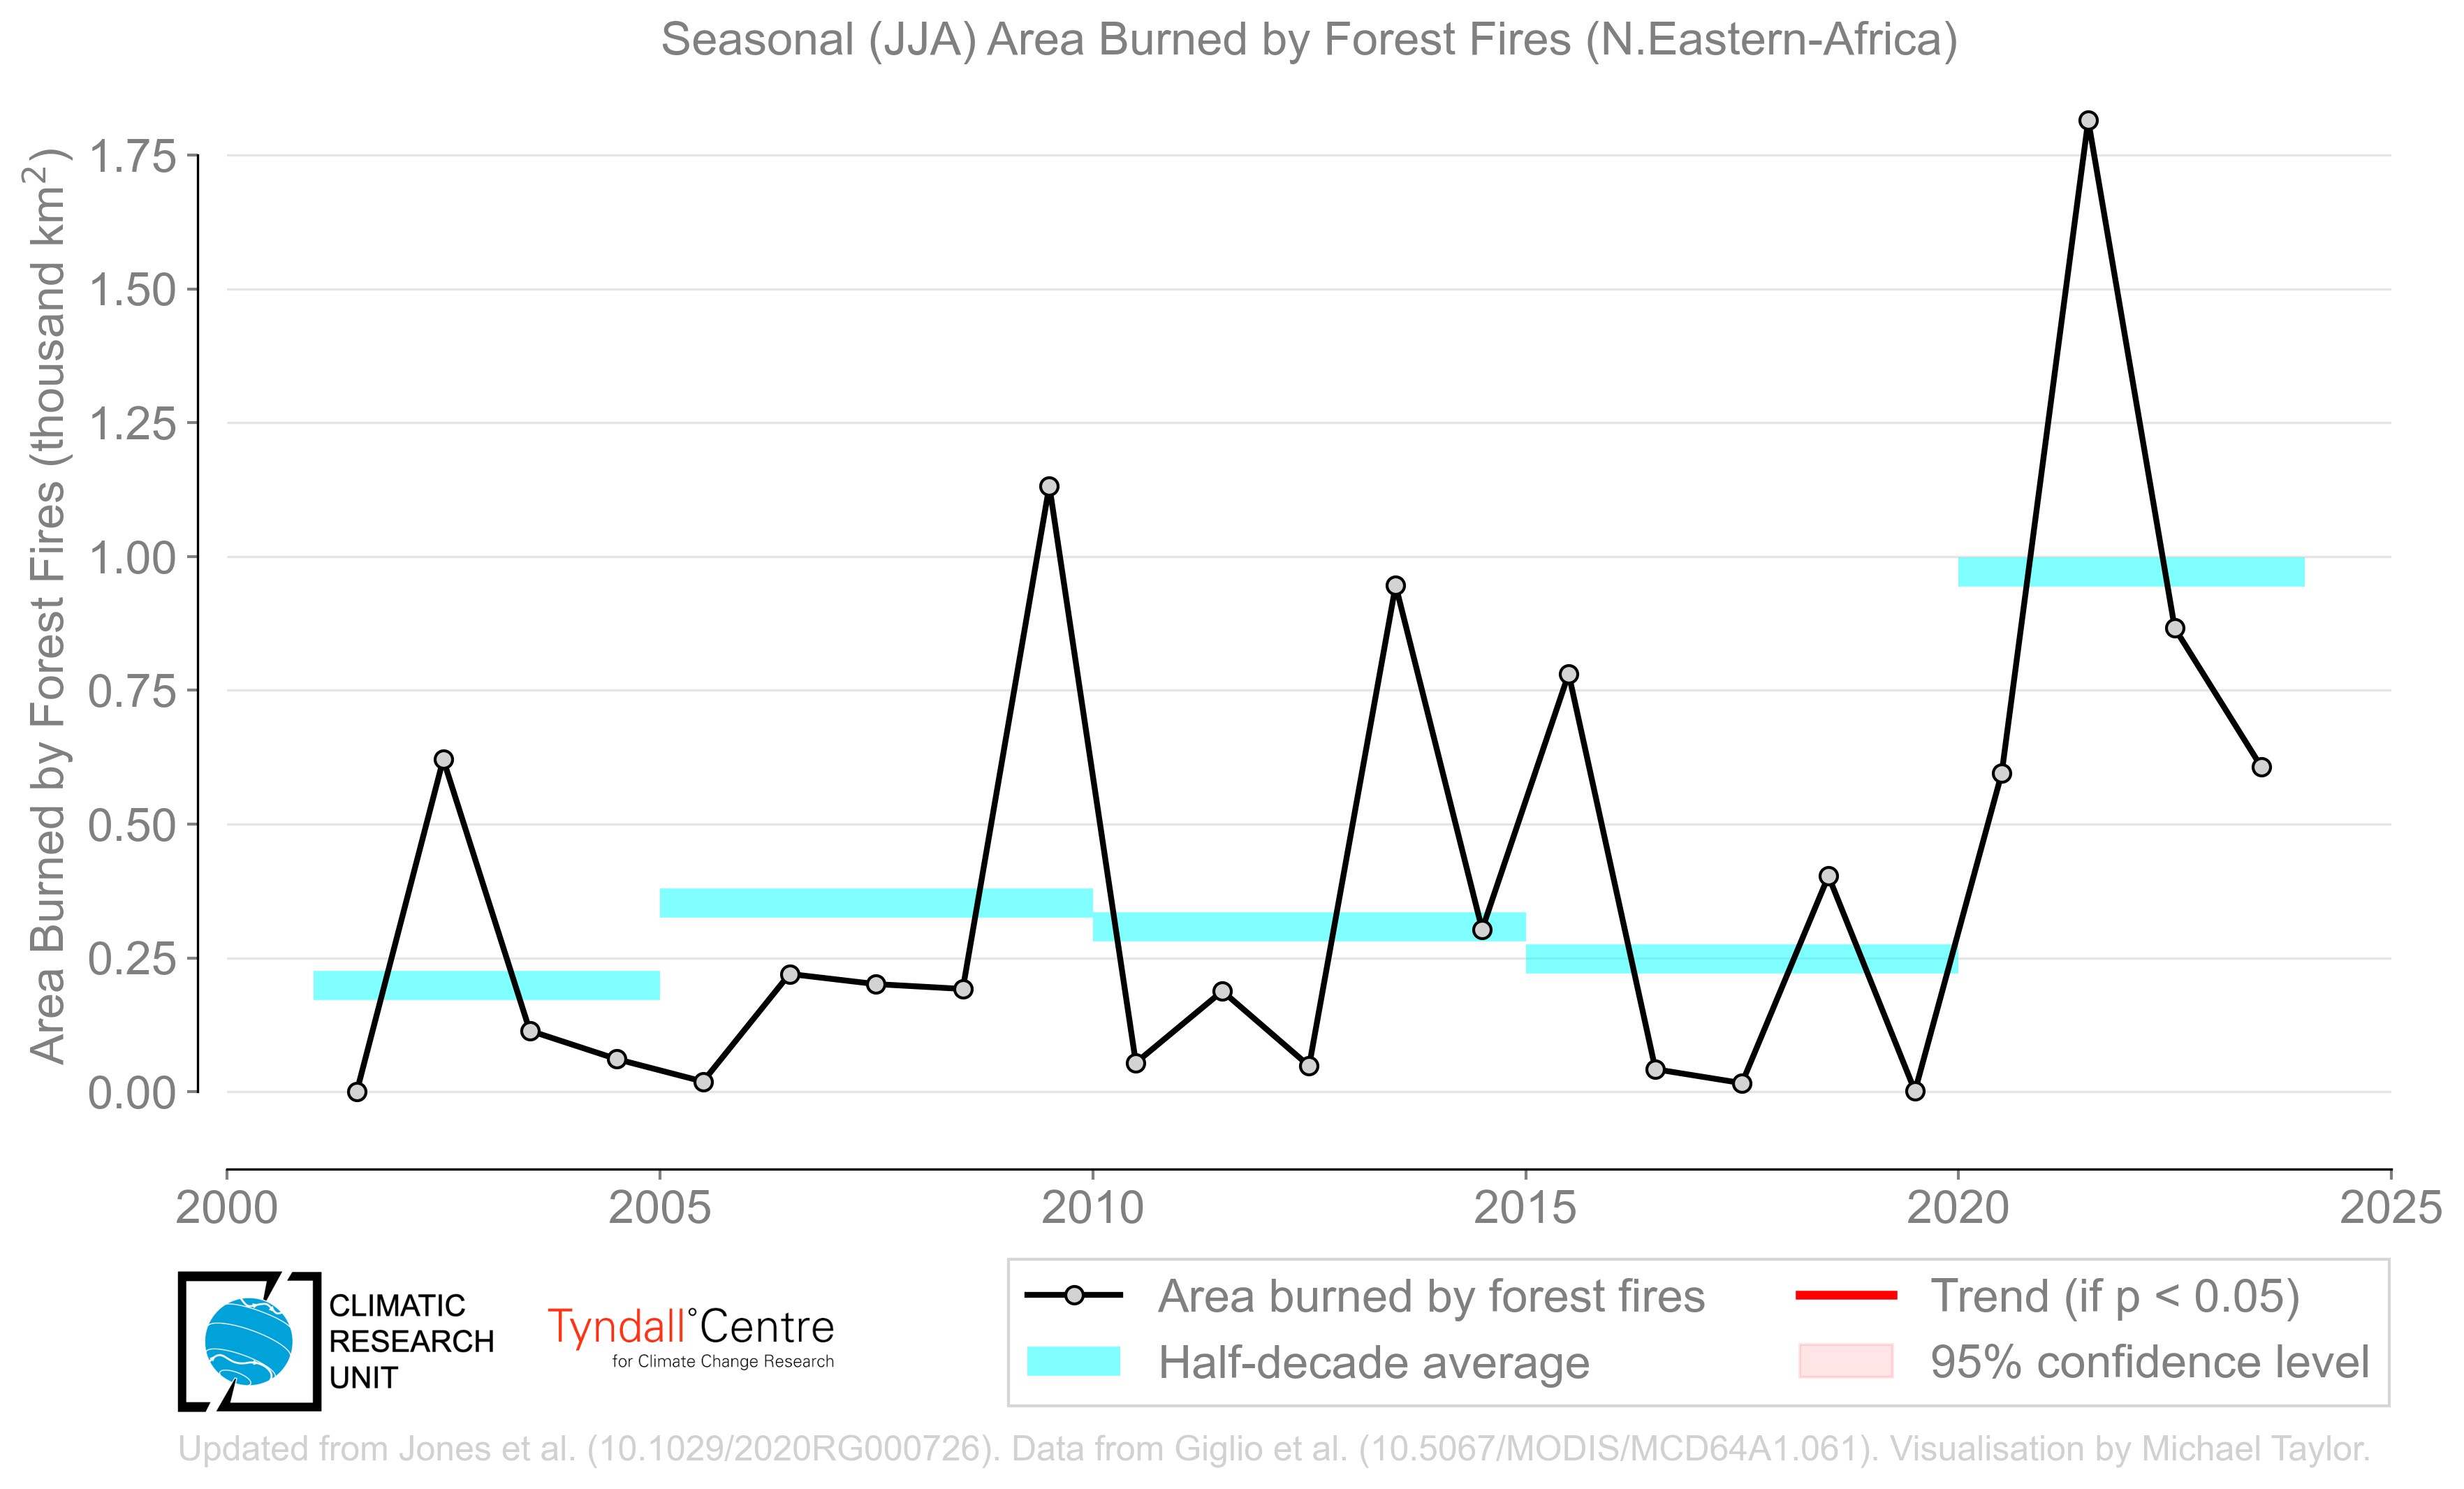 Seasonal (JJA) Area Burned by Forest Fires (N.Eastern-Africa)
Area Burned by Forest Fires (thousand km²)
1.75
1.50
1.25
1.00
0.75
0.50
0.25
0.00
2000 2005 2010 2015 2020 2025
CLIMATIC
RESEARCH
UNIT
Tyndall°Centre
for Climate Change Research
Area burned by forest fires
Half-decade average
Trend (if p < 0.05)
95% confidence level
Updated from Jones et al. (10.1029/2020RG000726). Data from Giglio et al. (10.5067/MODIS/MCD64A1.061). Visualisation by Michael Taylor.